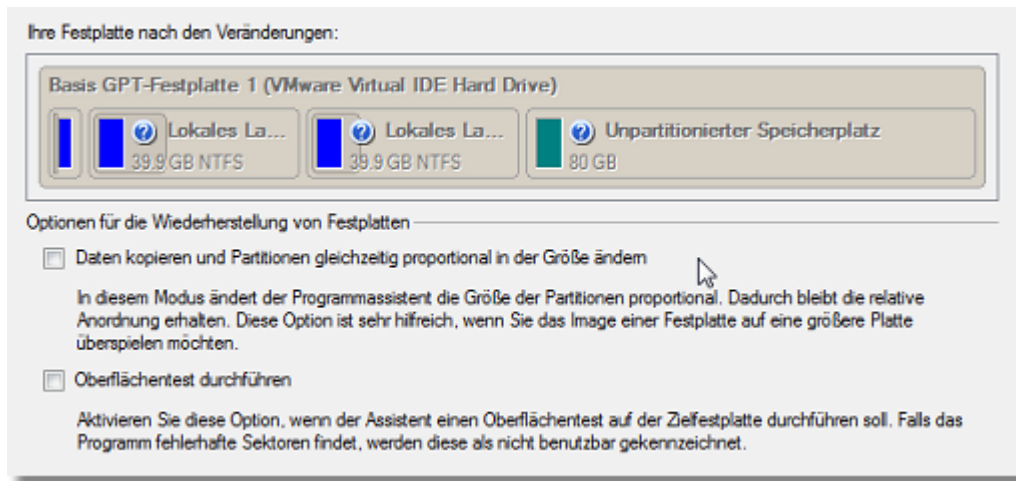 Ihre Festplatte nach den Veränderungen:
Basis GPT-Festplatte 1 (VMware Virtual IDE Hard Drive)
Lokales La...
39.9 GB NTFS
Lokales La...
39.9 GB NTFS
Unpartitionierter Speicherplatz
80 GB
Optionen für die Wiederherstellung von Festplatten
Daten kopieren und Partitionen gleichzeitig proportional in der Größe ändern
In diesem Modus ändert der Programmassistent die Größe der Partitionen proportional. Dadurch bleibt die relative
Anordnung erhalten. Diese Option ist sehr hilfreich, wenn Sie das Image einer Festplatte auf eine größere Platte
überspielen möchten.
Oberflächentest durchführen
Aktivieren Sie diese Option, wenn der Assistent einen Oberflächentest auf der Zielfestplatte durchführen soll. Falls das
Programm fehlerhafte Sektoren findet, werden diese als nicht benutzbar gekennzeichnet.